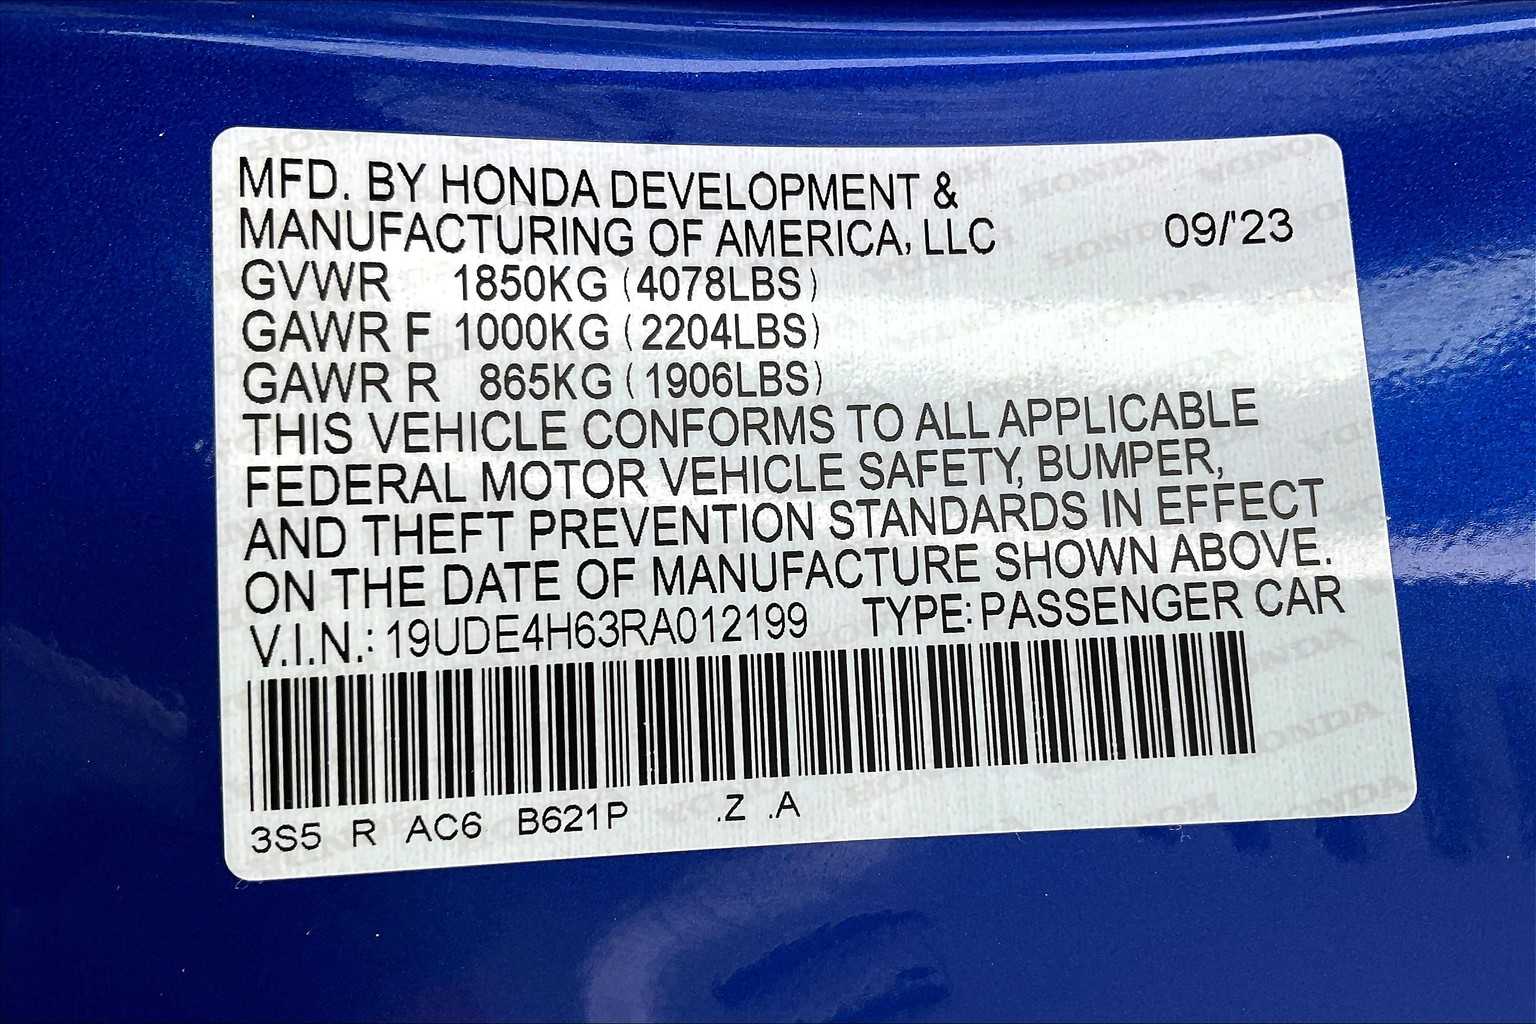 MFD. BY HONDA DEVELOPMENT &
MANUFACTURING OF AMERICA, LLC 09/'23
GVWR 1850KG (4078LBS)
GAWR F 1000KG (2204LBS)
GAWR R 865KG (1906LBS)
THIS VEHICLE CONFORMS TO ALL APPLICABLE
FEDERAL MOTOR VEHICLE SAFETY, BUMPER,
AND THEFT PREVENTION STANDARDS IN EFFECT
ON THE DATE OF MANUFACTURE SHOWN ABOVE.
V.I.N.: 19UDE4H63RA012199 TYPE: PASSENGER CAR
3S5 R AC6 B621P .Z .A